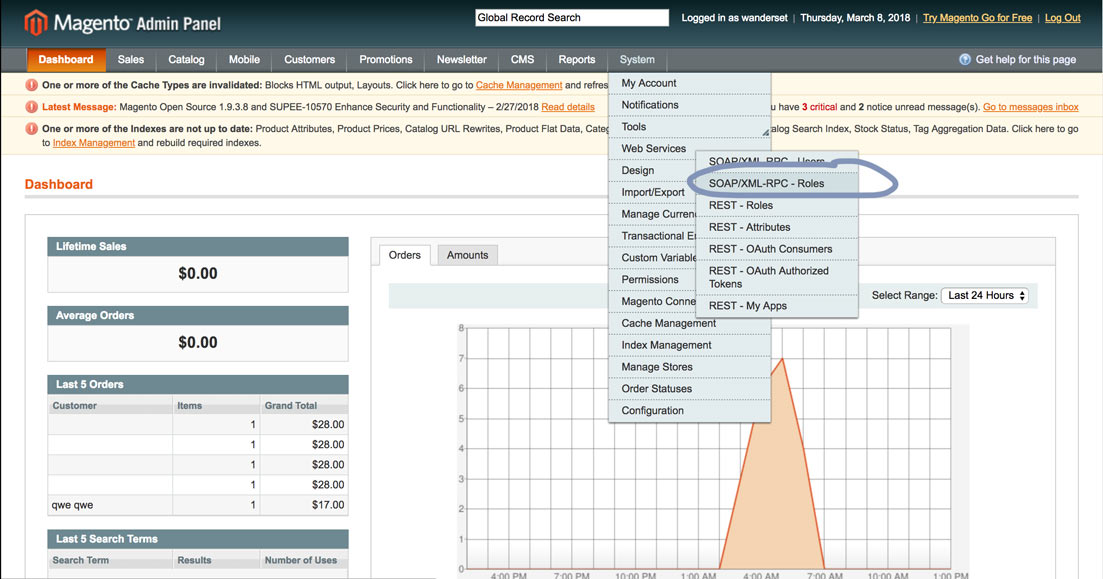 Magento Admin Panel
Global Record Search
Logged in as wanderset | Thursday, March 8, 2018 | Try Magento Go for Free | Log Out
Dashboard Sales Catalog Mobile Customers Promotions Newsletter CMS Reports System
Get help for this page
One or more of the Cache Types are invalidated: Blocks HTML output, Layouts. Click here to go to Cache Management and refres
Latest Message: Magento Open Source 1.9.3.8 and SUPEE-10570 Enhance Security and Functionality – 2/27/2018 Read details
u have 3 critical and 2 notice unread message(s). Go to messages inbox
One or more of the Indexes are not up to date: Product Attributes, Product Prices, Catalog URL Rewrites, Product Flat Data, Categ
alog Search Index, Stock Status, Tag Aggregation Data. Click here to go
to Index Management and rebuild required indexes.
My Account
Notifications
Tools
Web Services
Design
Import/Export
Manage Curren
Transactional E
Custom Variable
Permissions
Magento Conne
Cache Management
Index Management
Manage Stores
Order Statuses
Configuration
SOAP/XML-RPC - Users
SOAP/XML-RPC - Roles
REST - Roles
REST - Attributes
REST - OAuth Consumers
REST - OAuth Authorized
Tokens
REST - My Apps
Dashboard
Lifetime Sales
$0.00
Average Orders
$0.00
Last 5 Orders
Customer Items Grand Total
1 $28.00
1 $28.00
1 $28.00
1 $28.00
qwe qwe 1 $17.00
Last 5 Search Terms
Search Term Results Number of Uses
Orders Amounts
Select Range: Last 24 Hours
8
7
6
5
4
3
2
1
0
4:00 PM 7:00 PM 10:00 PM 1:00 AM 4:00 AM 7:00 AM 10:00 AM 1:00 PM